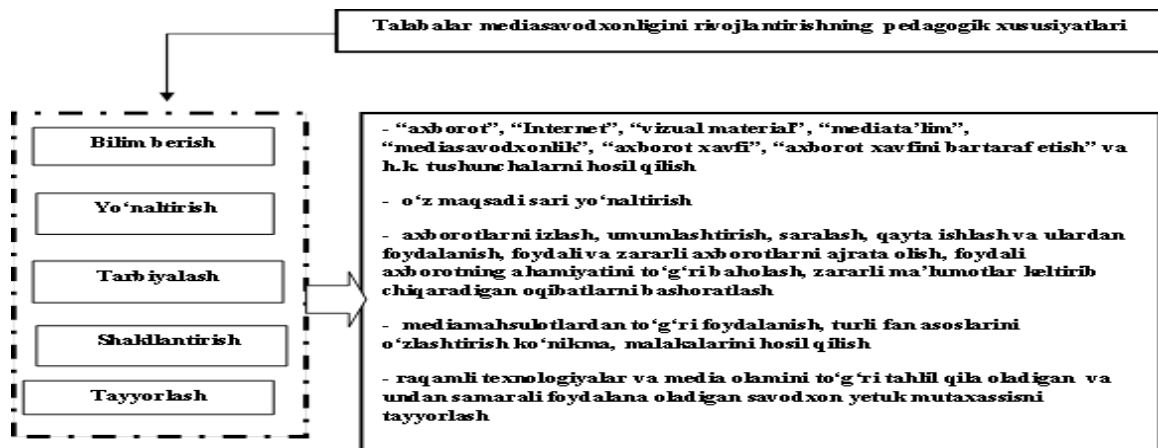 Talabalar mediasavodxonligini rivojlantirishning pedagogik xususiyatlari
Bilim berish
Yo‘naltirish
Tarbiyalash
Shakllantirish
Tayyorlash
- “axborot”, “Internet”, “vizual material”, “mediata’lim”,
“mediasavodxonlik”, “axborot xavfi”, “axborot xavfini bartaraf etish” va
h.k. tushunchalarni hosil qilish
- o‘z maqsadi sari yo‘naltirish
- axborotlarni izlash, umumlashtirish, saralash, qayta ishlash va ulardan
foydalanish, foydali va zararli axborotlarni ajrata olish, foydali
axborotning ahamiyatini to‘g‘ri baholash, zararli ma’lumotlar keltirib
chiqaradigan oqibatlarni bashoratlash
- mediamahsulotlardan to‘g‘ri foydalanish, turli fan asoslarini
o‘zlashtirish ko‘nikma, malakalarini hosil qilish
- raqamli texnologiyalar va media olamini to‘g‘ri tahlil qila oladigan va
undan samarali foydalana oladigan savodxon yetuk mutaxassisni
tayyorlash